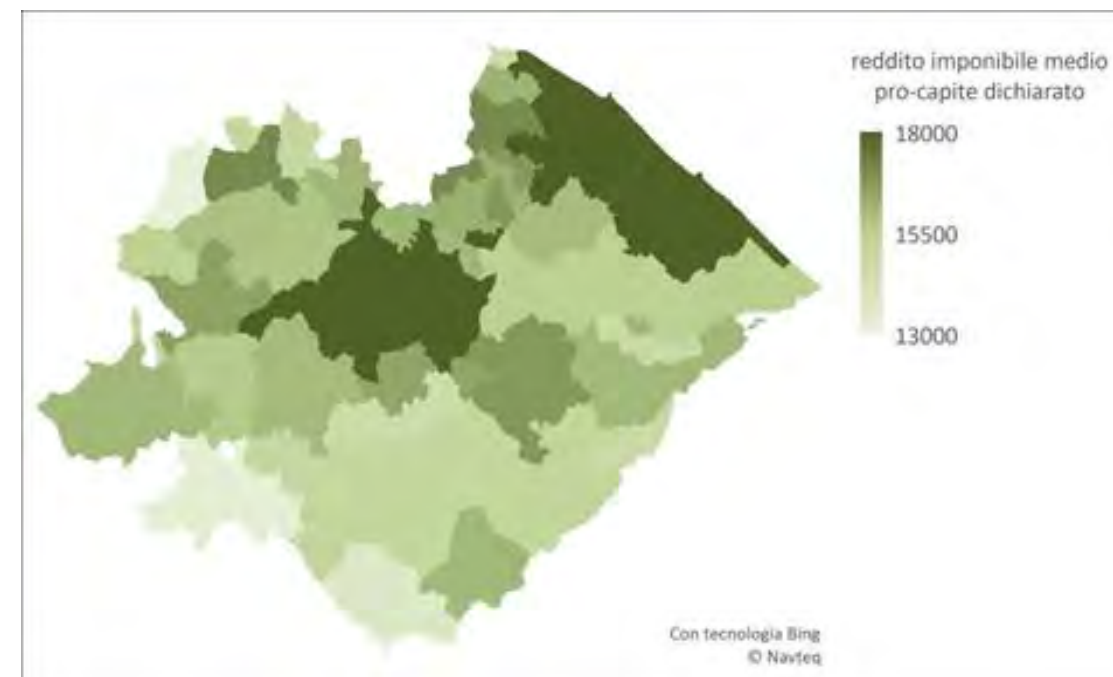 reddito imponibile medio
pro-capite dichiarato
18000
15500
13000
Con tecnologia Bing
© Navteq